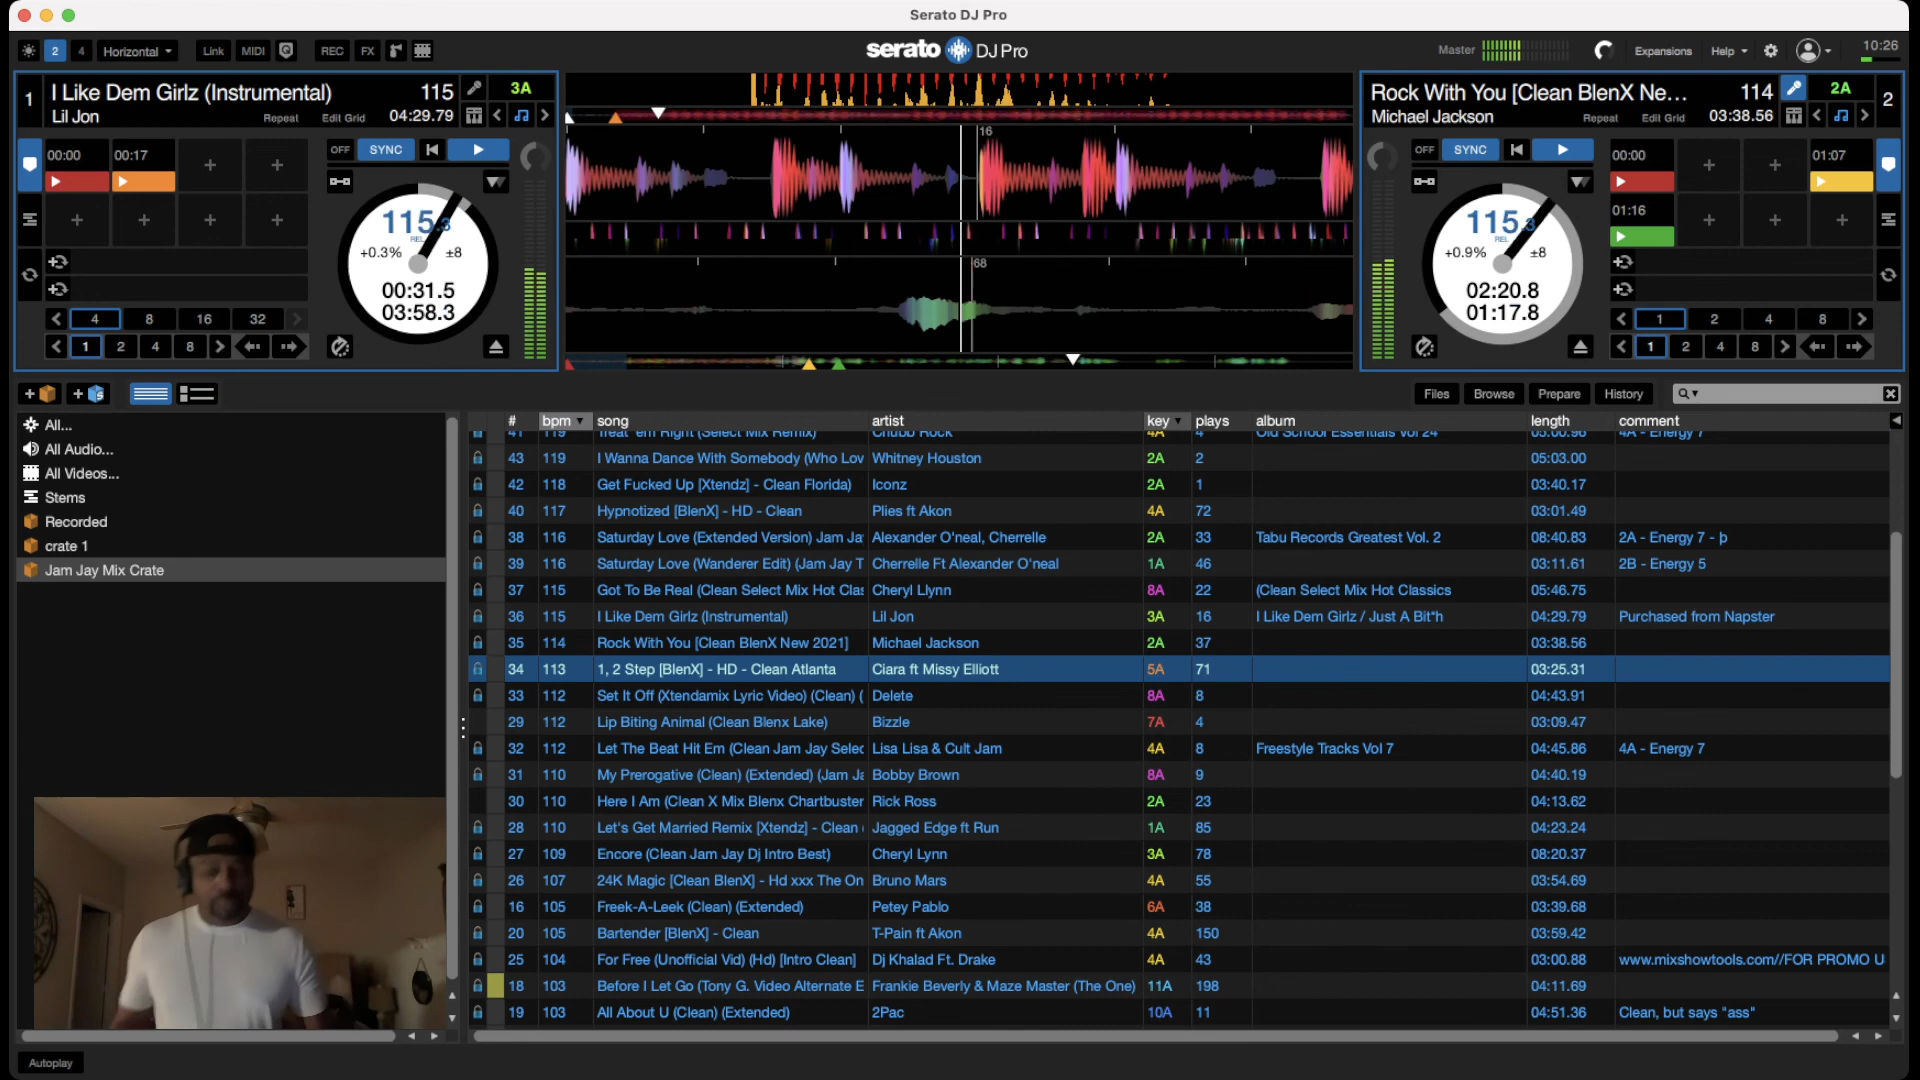 Serato DJ Pro
2 4 Horizontal Link MIDI REC FX
serato DJ Pro
Master Expansions Help 10:26
1 I Like Dem Girlz (Instrumental) 115 3A
Lil Jon Repeat Edit Grid 04:29.79
00:00 00:17
OFF SYNC
115.3
REL
+0.3% ±8
00:31.5
03:58.3
4 8 16 32
1 2 4 8
16
68
Rock With You [Clean BlenX Ne... 114 2A 2
Michael Jackson Repeat Edit Grid 03:38.56
OFF SYNC
00:00 01:07
01:16
115.3
REL
+0.9% ±8
02:20.8
01:17.8
1 2 4 8
1 2 4 8
Files Browse Prepare History
All...
All Audio...
All Videos...
Stems
Recorded
crate 1
Jam Jay Mix Crate
# bpm song artist key plays album length comment
41 119 Treat 'em Right (Select Mix Remix) Chubb Rock 4A 4 Old School Essentials Vol 24 05:00.96 4A - Energy 7
43 119 I Wanna Dance With Somebody (Who Lov Whitney Houston 2A 2 05:03.00
42 118 Get Fucked Up [Xtendz] - Clean Florida) Iconz 2A 1 03:40.17
40 117 Hypnotized [BlenX] - HD - Clean Plies ft Akon 4A 72 03:01.49
38 116 Saturday Love (Extended Version) Jam Ja Alexander O'neal, Cherrelle 2A 33 Tabu Records Greatest Vol. 2 08:40.83 2A - Energy 7 - þ
39 116 Saturday Love (Wanderer Edit) (Jam Jay T Cherrelle Ft Alexander O'neal 1A 46 03:11.61 2B - Energy 5
37 115 Got To Be Real (Clean Select Mix Hot Clas Cheryl Llynn 8A 22 (Clean Select Mix Hot Classics 05:46.75
36 115 I Like Dem Girlz (Instrumental) Lil Jon 3A 16 I Like Dem Girlz / Just A Bit*h 04:29.79 Purchased from Napster
35 114 Rock With You [Clean BlenX New 2021] Michael Jackson 2A 37 03:38.56
34 113 1, 2 Step [BlenX] - HD - Clean Atlanta Ciara ft Missy Elliott 5A 71 03:25.31
33 112 Set It Off (Xtendamix Lyric Video) (Clean) ( Delete 8A 8 04:43.91
29 112 Lip Biting Animal (Clean Blenx Lake) Bizzle 7A 4 03:09.47
32 112 Let The Beat Hit Em (Clean Jam Jay Selec Lisa Lisa & Cult Jam 4A 8 Freestyle Tracks Vol 7 04:45.86 4A - Energy 7
31 110 My Prerogative (Clean) (Extended) (Jam Ja Bobby Brown 8A 9 04:40.19
30 110 Here I Am (Clean X Mix Blenx Chartbuster Rick Ross 2A 23 04:13.62
28 110 Let's Get Married Remix [Xtendz] - Clean Jagged Edge ft Run 1A 85 04:23.24
27 109 Encore (Clean Jam Jay Dj Intro Best) Cheryl Lynn 3A 78 08:20.37
26 107 24K Magic [Clean BlenX] - Hd xxx The On Bruno Mars 4A 55 03:54.69
16 105 Freek-A-Leek (Clean) (Extended) Petey Pablo 6A 38 03:39.68
20 105 Bartender [BlenX] - Clean T-Pain ft Akon 4A 150 03:59.42
25 104 For Free (Unofficial Vid) (Hd) [Intro Clean] Dj Khalad Ft. Drake 4A 43 03:00.88 www.mixshowtools.com//FOR PROMO U
18 103 Before I Let Go (Tony G. Video Alternate E Frankie Beverly & Maze Master (The One) 11A 198 04:11.69
19 103 All About U (Clean) (Extended) 2Pac 10A 11 04:51.36 Clean, but says "ass"
Autoplay